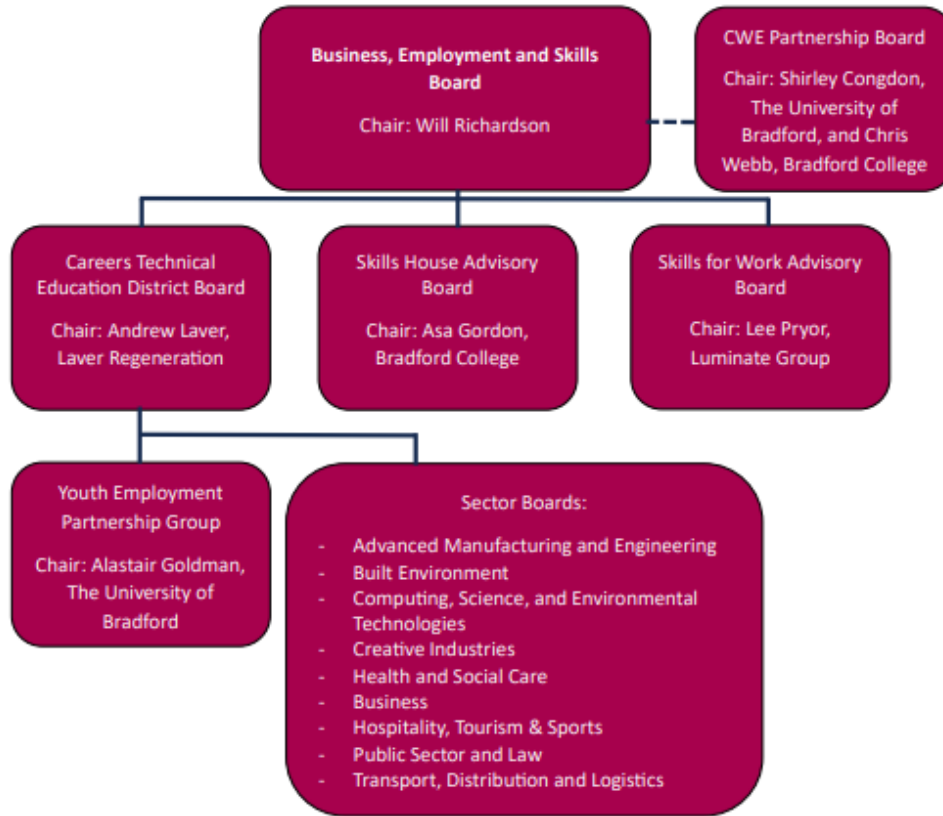 Business, Employment and Skills
Board
Chair: Will Richardson
CWE Partnership Board
Chair: Shirley Congdon,
The University of
Bradford, and Chris
Webb, Bradford College
Careers Technical
Education District Board
Chair: Andrew Laver,
Laver Regeneration
Skills House Advisory
Board
Chair: Asa Gordon,
Bradford College
Skills for Work Advisory
Board
Chair: Lee Pryor,
Luminate Group
Youth Employment
Partnership Group
Chair: Alastair Goldman,
The University of
Bradford
Sector Boards:
- Advanced Manufacturing and Engineering
- Built Environment
- Computing, Science, and Environmental
Technologies
- Creative Industries
- Health and Social Care
- Business
- Hospitality, Tourism & Sports
- Public Sector and Law
- Transport, Distribution and Logistics